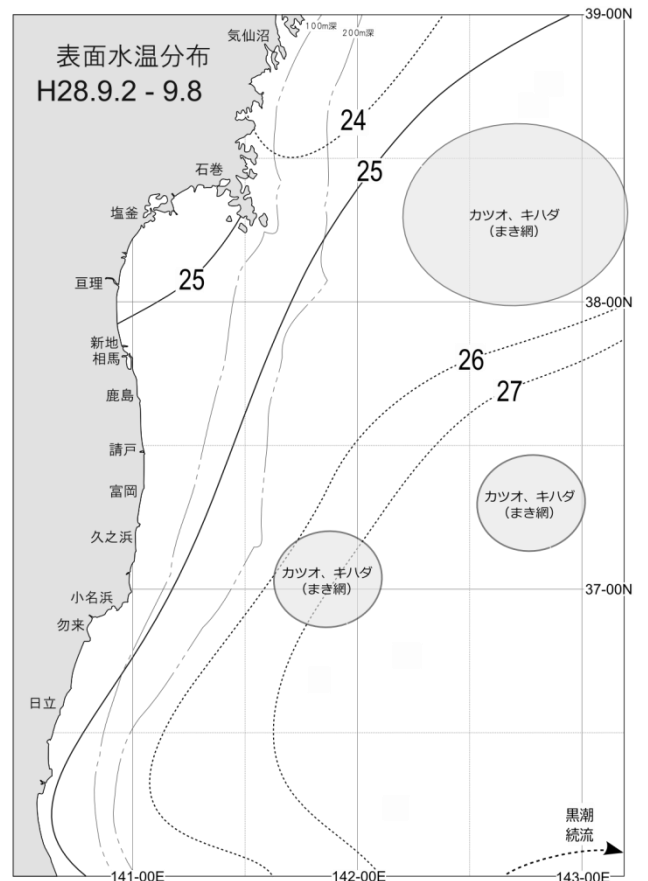 39-00N
気仙沼
100m深
200m深
表面水温分布
H28.9.2 - 9.8
24
石巻
25
塩釜
カツオ、キハダ
（まき網）
亘理
25
38-00N
新地
相馬
26
鹿島
27
請戸
富岡
カツオ、キハダ
（まき網）
久之浜
カツオ、キハダ
（まき網）
37-00N
小名浜
勿来
日立
黒潮
続流
141-00E
142-00E
143-00E